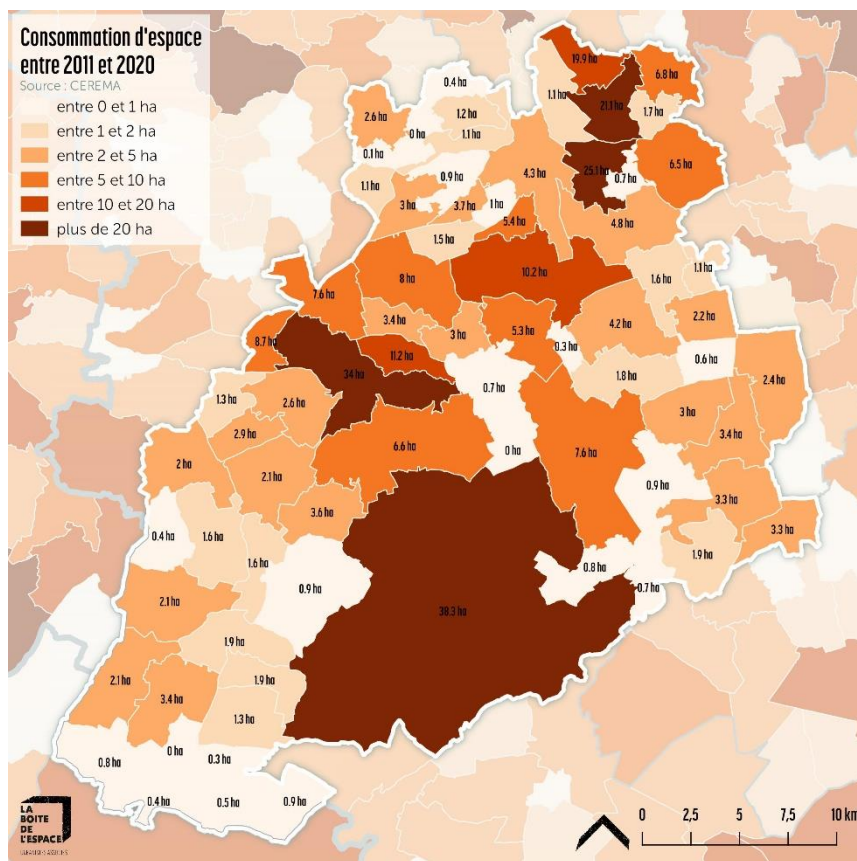 Consommation d'espace
entre 2011 et 2020
Source : CEREMA
entre 0 et 1 ha
entre 1 et 2 ha
entre 2 et 5 ha
entre 5 et 10 ha
entre 10 et 20 ha
plus de 20 ha
19.9 ha
6.8 ha
0.4 ha
1.1 ha
21.1 ha
2.6 ha
1.2 ha
1.7 ha
0 ha
1.1 ha
0.1 ha
25.1 ha
6.5 ha
0.9 ha
4.3 ha
0.7 ha
1.1 ha
3 ha
3.7 ha
1 ha
5.4 ha
4.8 ha
1.5 ha
1.1 ha
10.2 ha
8 ha
1.6 ha
7.6 ha
2.2 ha
3.4 ha
4.2 ha
3 ha
5.3 ha
8.7 ha
0.3 ha
11.2 ha
0.6 ha
34 ha
1.8 ha
2.4 ha
0.7 ha
1.3 ha
2.6 ha
3 ha
2.9 ha
3.4 ha
6.6 ha
0 ha
7.6 ha
2 ha
2.1 ha
0.9 ha
3.3 ha
3.6 ha
3.3 ha
0.4 ha
1.6 ha
1.9 ha
1.6 ha
0.8 ha
0.9 ha
0.7 ha
2.1 ha
38.3 ha
1.9 ha
2.1 ha
1.9 ha
3.4 ha
1.3 ha
0 ha
0.3 ha
0.8 ha
0.4 ha
0.5 ha
0.9 ha
LA
BOITE
DE
L'ESPACE
0 2,5 5 7,5 10 km